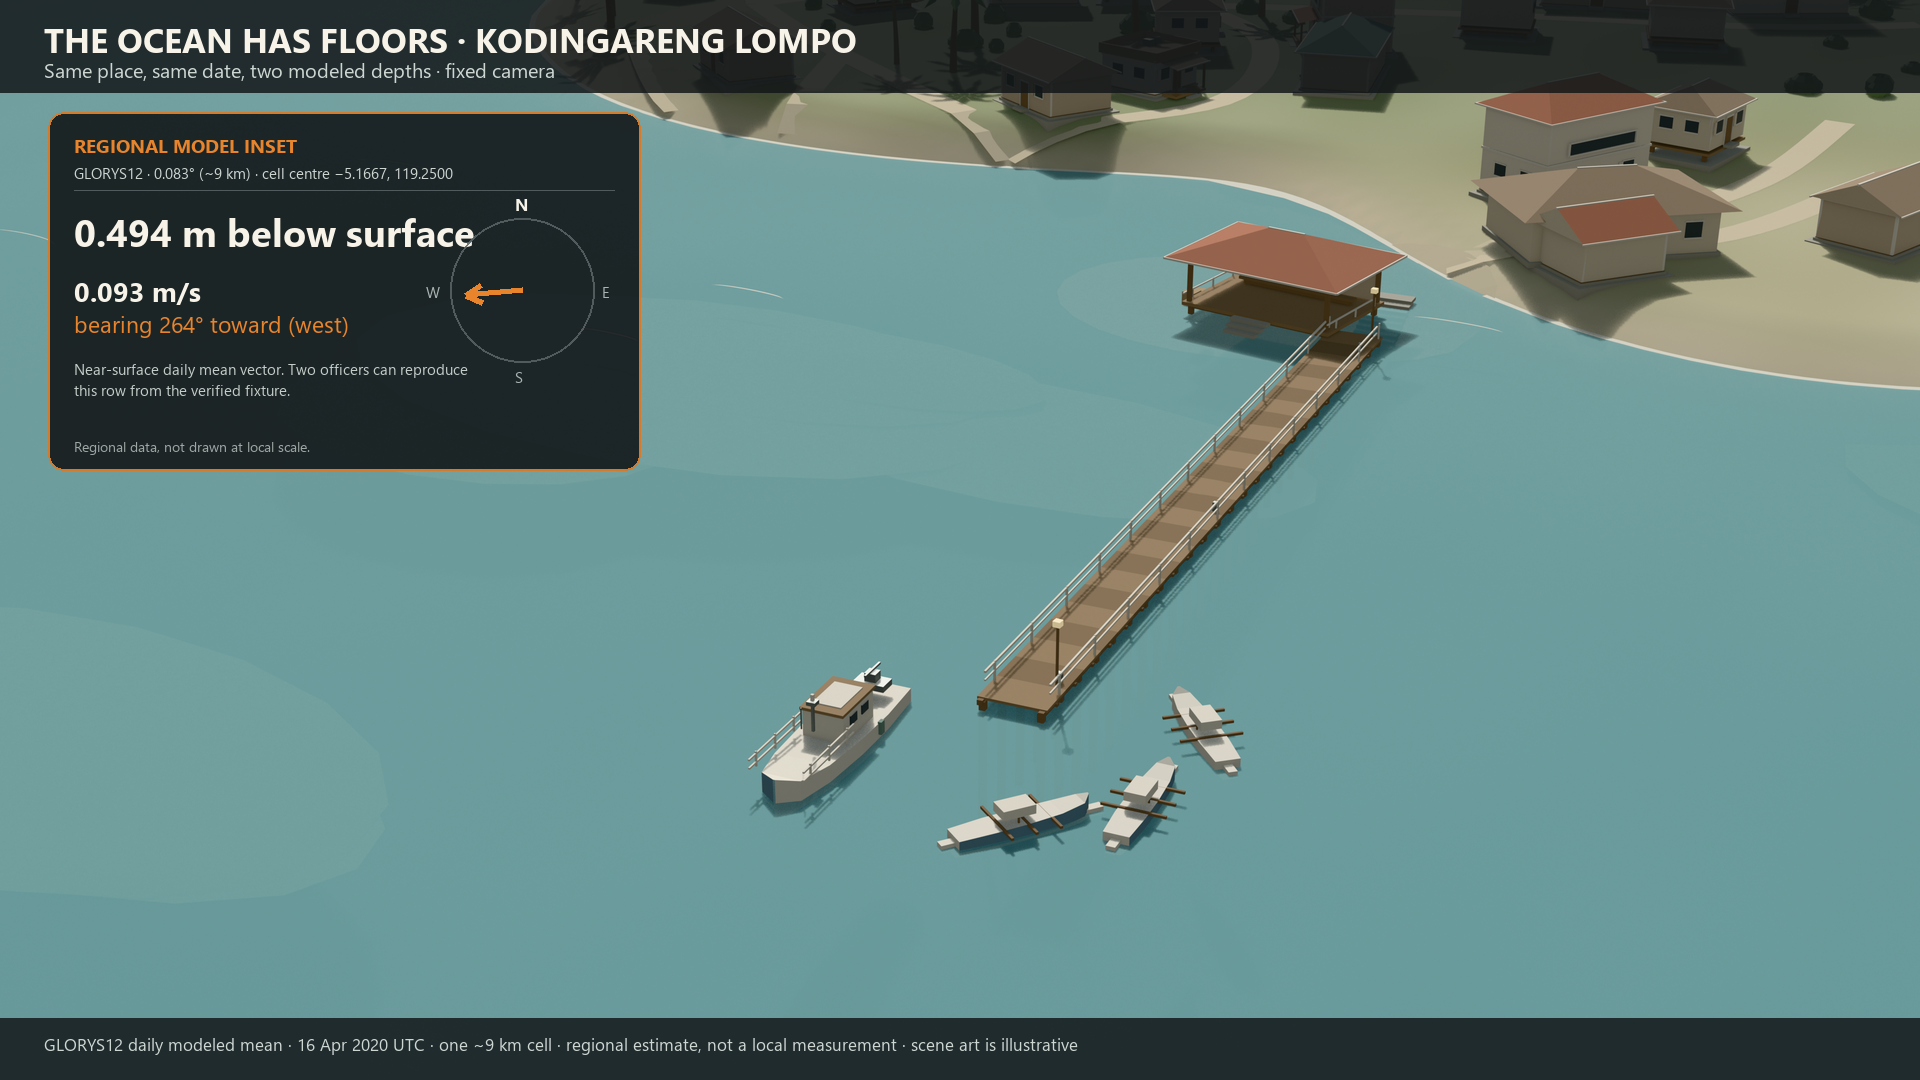 THE OCEAN HAS FLOORS · KODINGARENG LOMPO
Same place, same date, two modeled depths · fixed camera
REGIONAL MODEL INSET
GLORYS12 · 0.083° (~9 km) · cell centre −5.1667, 119.2500
N
0.494 m below surface
0.093 m/s
W
E
bearing 264° toward (west)
Near-surface daily mean vector. Two officers can reproduce
S
this row from the verified fixture.
Regional data, not drawn at local scale.
GLORYS12 daily modeled mean · 16 Apr 2020 UTC · one ~9 km cell · regional estimate, not a local measurement · scene art is illustrative